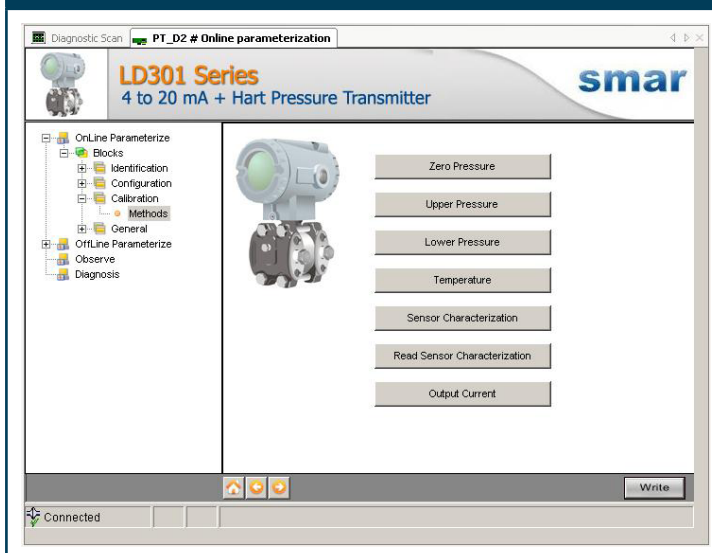 Diagnostic Scan
PT_D2 # Online parameterization
LD301 Series
4 to 20 mA + Hart Pressure Transmitter
smar
OnLine Parameterize
Blocks
Identification
Configuration
Calibration
Methods
General
OffLine Parameterize
Observe
Diagnosis
Zero Pressure
Upper Pressure
Lower Pressure
Temperature
Sensor Characterization
Read Sensor Characterization
Output Current
Write
Connected